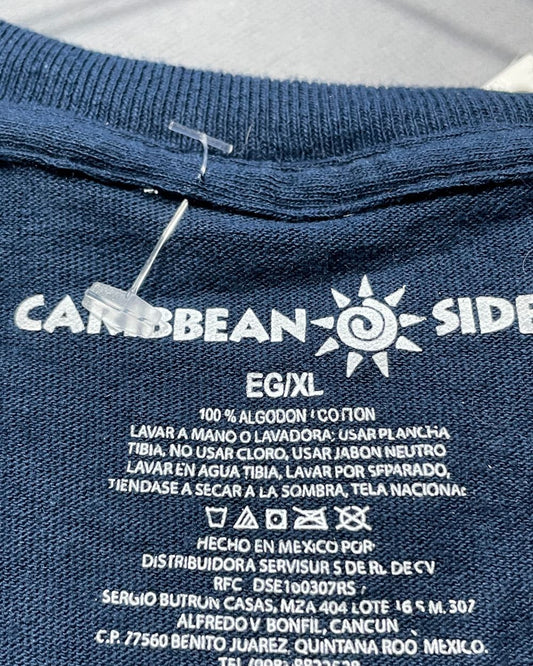 CARIBBEAN SIDE
EG/XL
100 % ALGODON / COTTON
LAVAR A MANO O LAVADORA; USAR PLANCHA
TIBIA, NO USAR CLORO, USAR JABON NEUTRO
LAVAR EN AGUA TIBIA, LAVAR POR SEPARADO,
TIENDASE A SECAR A LA SOMBRA, TELA NACIONAL
HECHO EN MEXICO POR:
DISTRIBUIDORA SERVISUR S DE RL DE CV
RFC DSE100307RS7
SERGIO BUTRON CASAS, MZA 404 LOTE 16 S M. 307
ALFREDO V BONFIL, CANCUN
C.P. 77560 BENITO JUAREZ, QUINTANA ROO MEXICO.